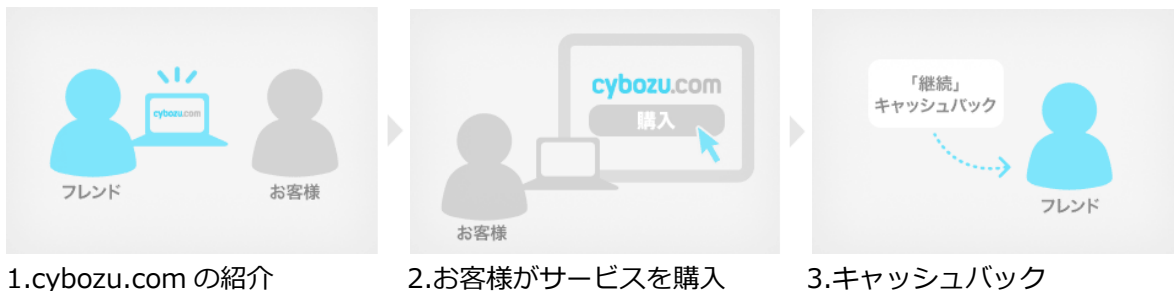 cybozu.com
フレンド
お客様
cybozu.com
購入
お客様
「継続」
キャッシュバック
フレンド
1.cybozu.com の紹介
2.お客様がサービスを購入
3.キャッシュバック